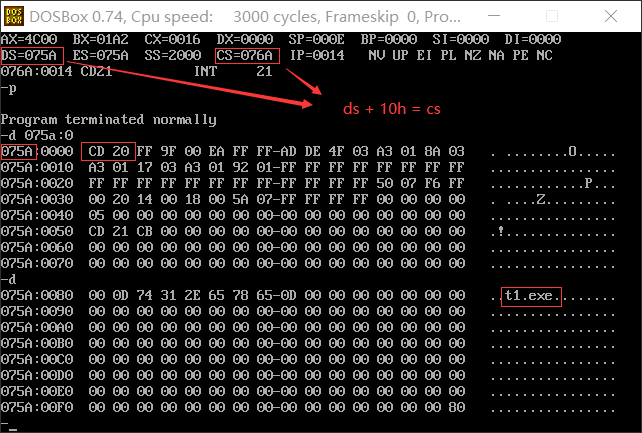 DOSBox 0.74, Cpu speed: 3000 cycles, Frameskip 0, Pro...
AX=4C00 BX=01A2 CX=0016 DX=0000 SP=000E BP=0000 SI=0000 DI=0000
DS=075A ES=075A SS=2000 CS=076A IP=0014 NV UP EI PL NZ NA PE NC
076A:0014 CD21 INT 21
-p
ds + 10h = cs
Program terminated normally
-d 075a:0
075A:0000 CD 20 FF 9F 00 EA FF FF-AD DE 4F 03 A3 01 8A 03 . ........O.....
075A:0010 A3 01 17 03 A3 01 92 01-FF FF FF FF FF FF FF FF ................
075A:0020 FF FF FF FF FF FF FF FF-FF FF FF FF 50 07 F6 FF ............P...
075A:0030 00 20 14 00 18 00 5A 07-FF FF FF FF 00 00 00 00 . ....Z.........
075A:0040 05 00 00 00 00 00 00 00-00 00 00 00 00 00 00 00 ................
075A:0050 CD 21 CB 00 00 00 00 00-00 00 00 00 00 00 00 00 .!..............
075A:0060 00 00 00 00 00 00 00 00-00 00 00 00 00 00 00 00 ................
075A:0070 00 00 00 00 00 00 00 00-00 00 00 00 00 00 00 00 ................
-d
075A:0080 00 0D 74 31 2E 65 78 65-0D 00 00 00 00 00 00 00 ..t1.exe........
075A:0090 00 00 00 00 00 00 00 00-00 00 00 00 00 00 00 00 ................
075A:00A0 00 00 00 00 00 00 00 00-00 00 00 00 00 00 00 00 ................
075A:00B0 00 00 00 00 00 00 00 00-00 00 00 00 00 00 00 00 ................
075A:00C0 00 00 00 00 00 00 00 00-00 00 00 00 00 00 00 00 ................
075A:00D0 00 00 00 00 00 00 00 00-00 00 00 00 00 00 00 00 ................
075A:00E0 00 00 00 00 00 00 00 00-00 00 00 00 00 00 00 00 ................
075A:00F0 00 00 00 00 00 00 00 00-00 00 00 00 00 00 00 80 ................
-_